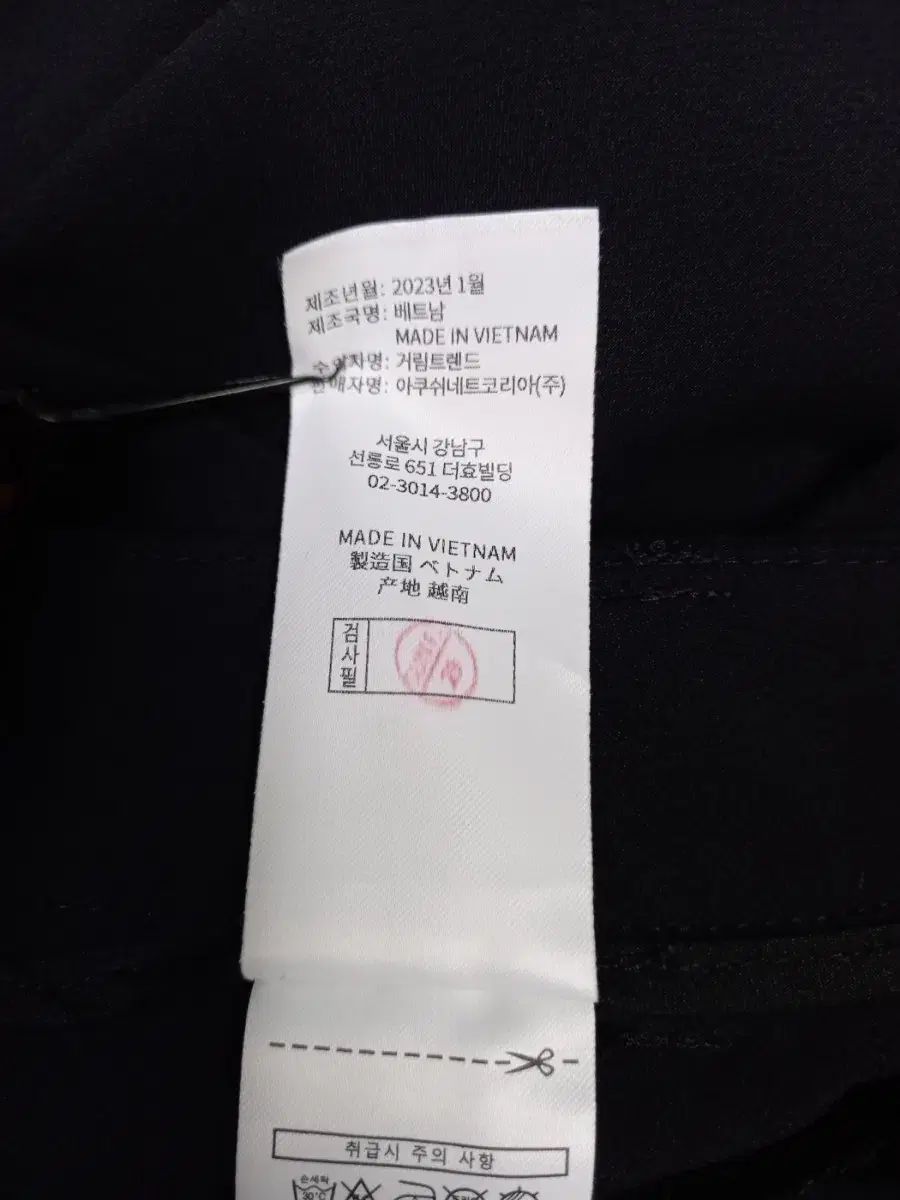 제조년월: 2023년 1월
제조국명: 베트남
MADE IN VIETNAM
수입자명: 거림트렌드
판매자명: 아쿠쉬네트코리아(주)
서울시 강남구
선릉로 651 더효빌딩
02-3014-3800
MADE IN VIETNAM
製造国 ベトナム
产地 越南
검사필
취급시 주의 사항
손세탁
30°C